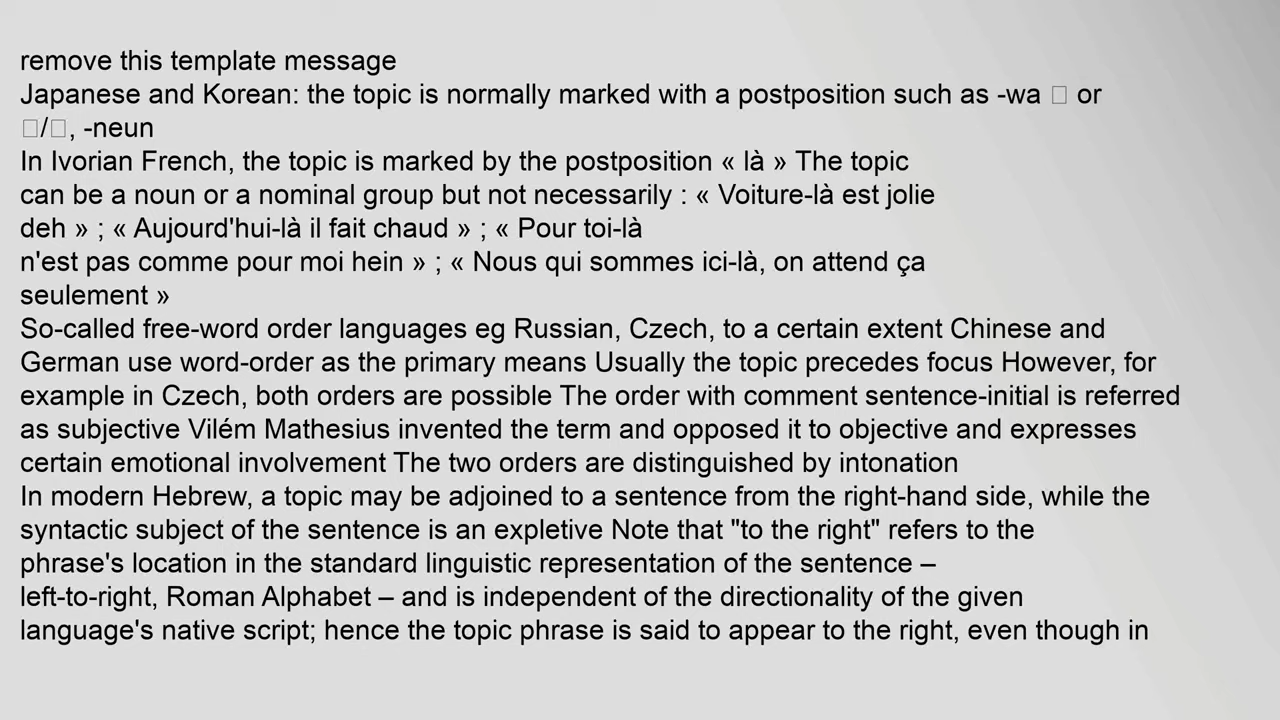 remove this template message
Japanese and Korean: the topic is normally marked with a postposition such as -wa □ or
□/□, -neun
In Ivorian French, the topic is marked by the postposition « là » The topic
can be a noun or a nominal group but not necessarily : « Voiture-là est jolie
deh » ; « Aujourd'hui-là il fait chaud » ; « Pour toi-là
n'est pas comme pour moi hein » ; « Nous qui sommes ici-là, on attend ça
seulement »
So-called free-word order languages eg Russian, Czech, to a certain extent Chinese and
German use word-order as the primary means Usually the topic precedes focus However, for
example in Czech, both orders are possible The order with comment sentence-initial is referred
as subjective Vilém Mathesius invented the term and opposed it to objective and expresses
certain emotional involvement The two orders are distinguished by intonation
In modern Hebrew, a topic may be adjoined to a sentence from the right-hand side, while the
syntactic subject of the sentence is an expletive Note that "to the right" refers to the
phrase's location in the standard linguistic representation of the sentence –
left-to-right, Roman Alphabet – and is independent of the directionality of the given
language's native script; hence the topic phrase is said to appear to the right, even though in